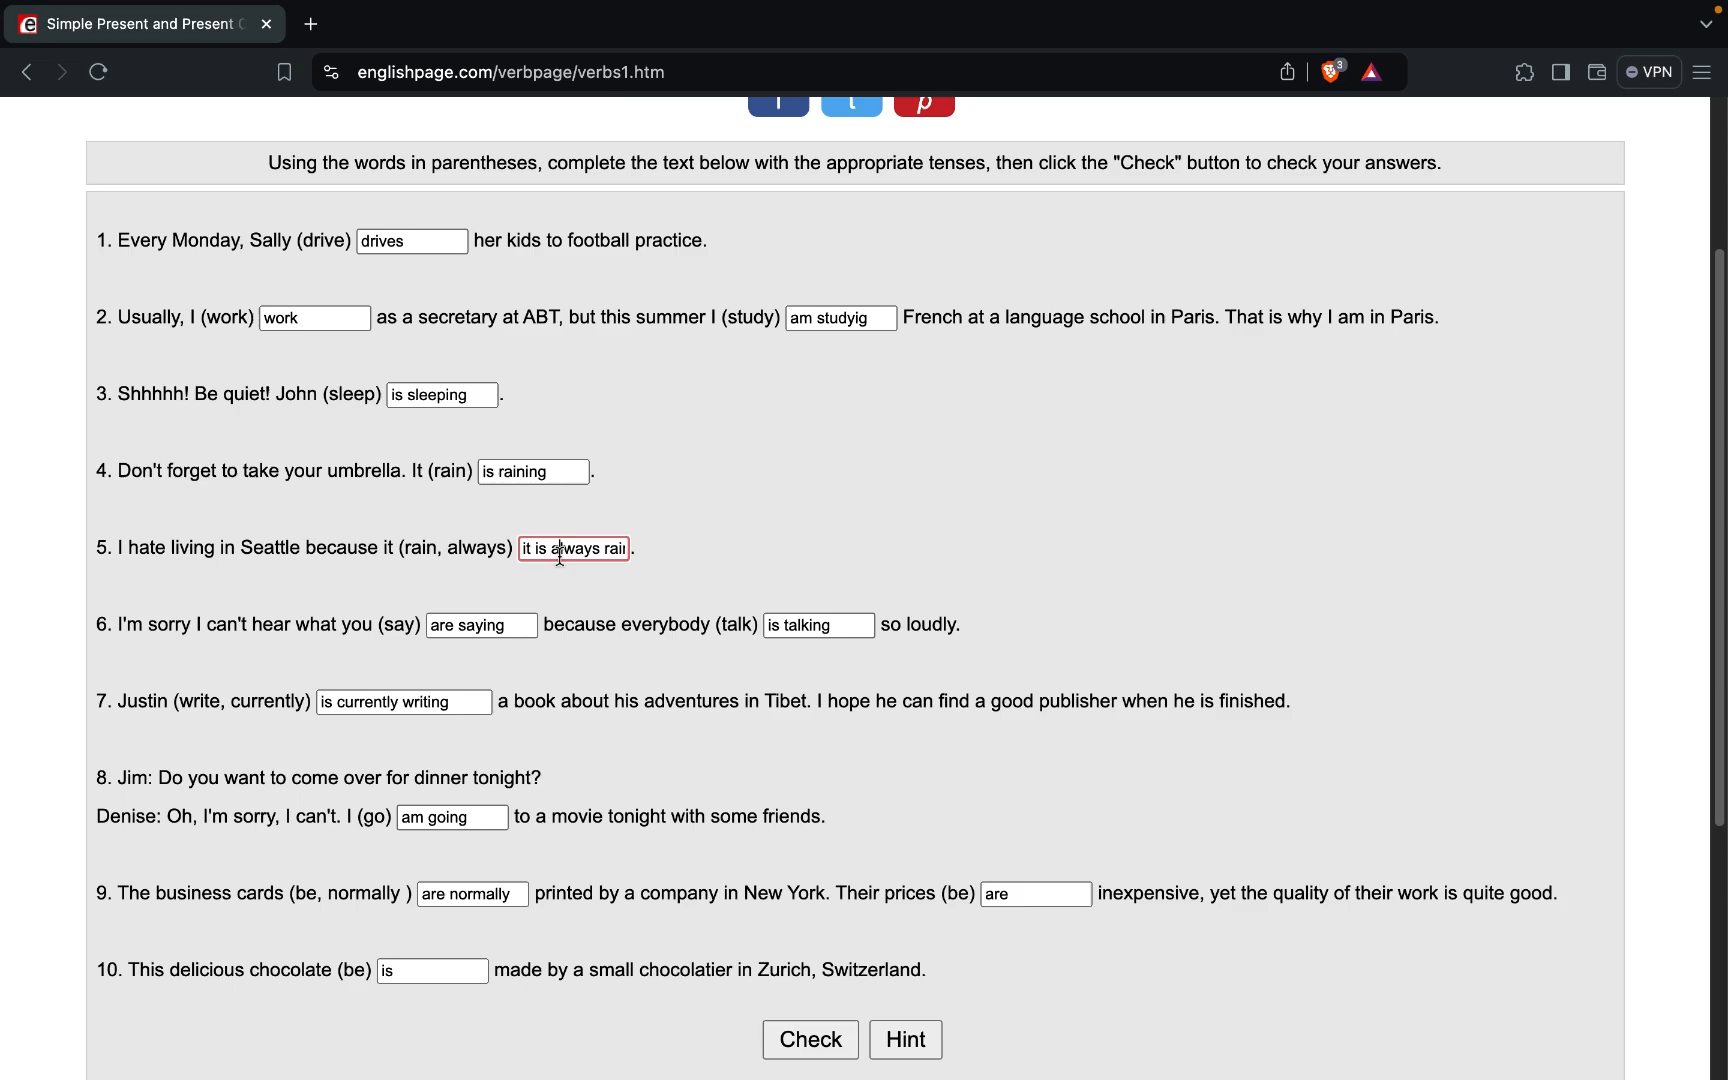 Simple Present and Present C
englishpage.com/verbpage/verbs1.htm
3
VPN
Using the words in parentheses, complete the text below with the appropriate tenses, then click the "Check" button to check your answers.
1. Every Monday, Sally (drive) drives her kids to football practice.
2. Usually, I (work) work as a secretary at ABT, but this summer I (study) am studyig French at a language school in Paris. That is why I am in Paris.
3. Shhhhh! Be quiet! John (sleep) is sleeping.
4. Don't forget to take your umbrella. It (rain) is raining.
5. I hate living in Seattle because it (rain, always) it is always rai.
6. I'm sorry I can't hear what you (say) are saying because everybody (talk) is talking so loudly.
7. Justin (write, currently) is currently writing a book about his adventures in Tibet. I hope he can find a good publisher when he is finished.
8. Jim: Do you want to come over for dinner tonight?
Denise: Oh, I'm sorry, I can't. I (go) am going to a movie tonight with some friends.
9. The business cards (be, normally ) are normally printed by a company in New York. Their prices (be) are inexpensive, yet the quality of their work is quite good.
10. This delicious chocolate (be) is made by a small chocolatier in Zurich, Switzerland.
Check Hint